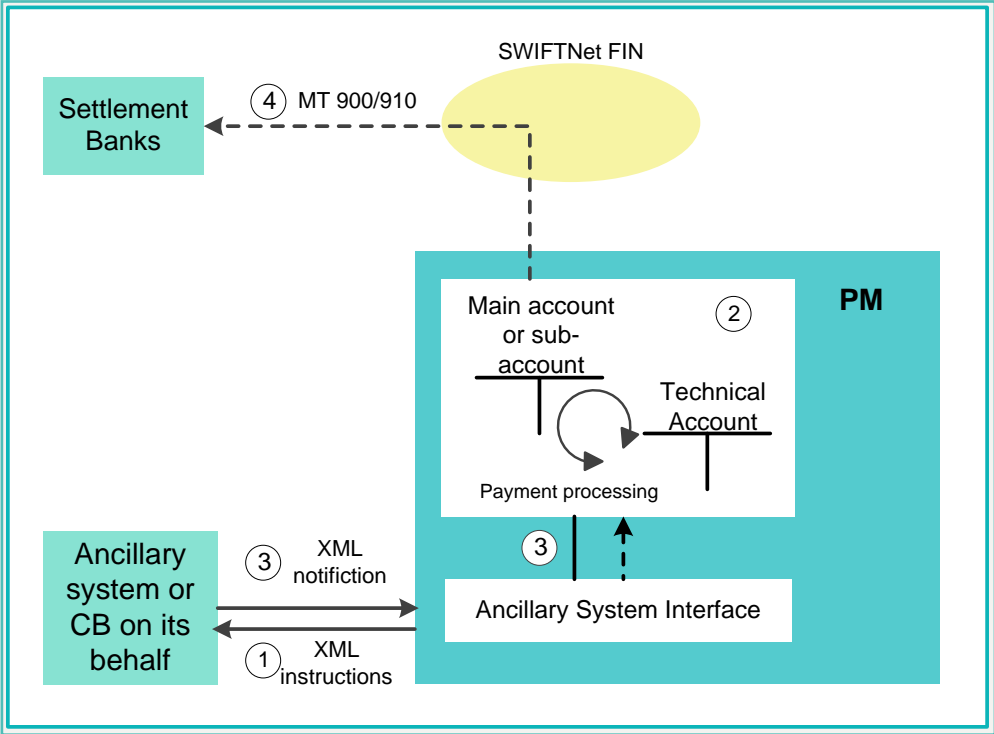 SWIFTNet FIN
Settlement
Banks
4 MT 900/910
PM
Main account
or sub-
account
2
Technical
Account
Payment processing
3
Ancillary System Interface
Ancillary
system or
CB on its
behalf
3 XML
notifiction
1 XML
instructions